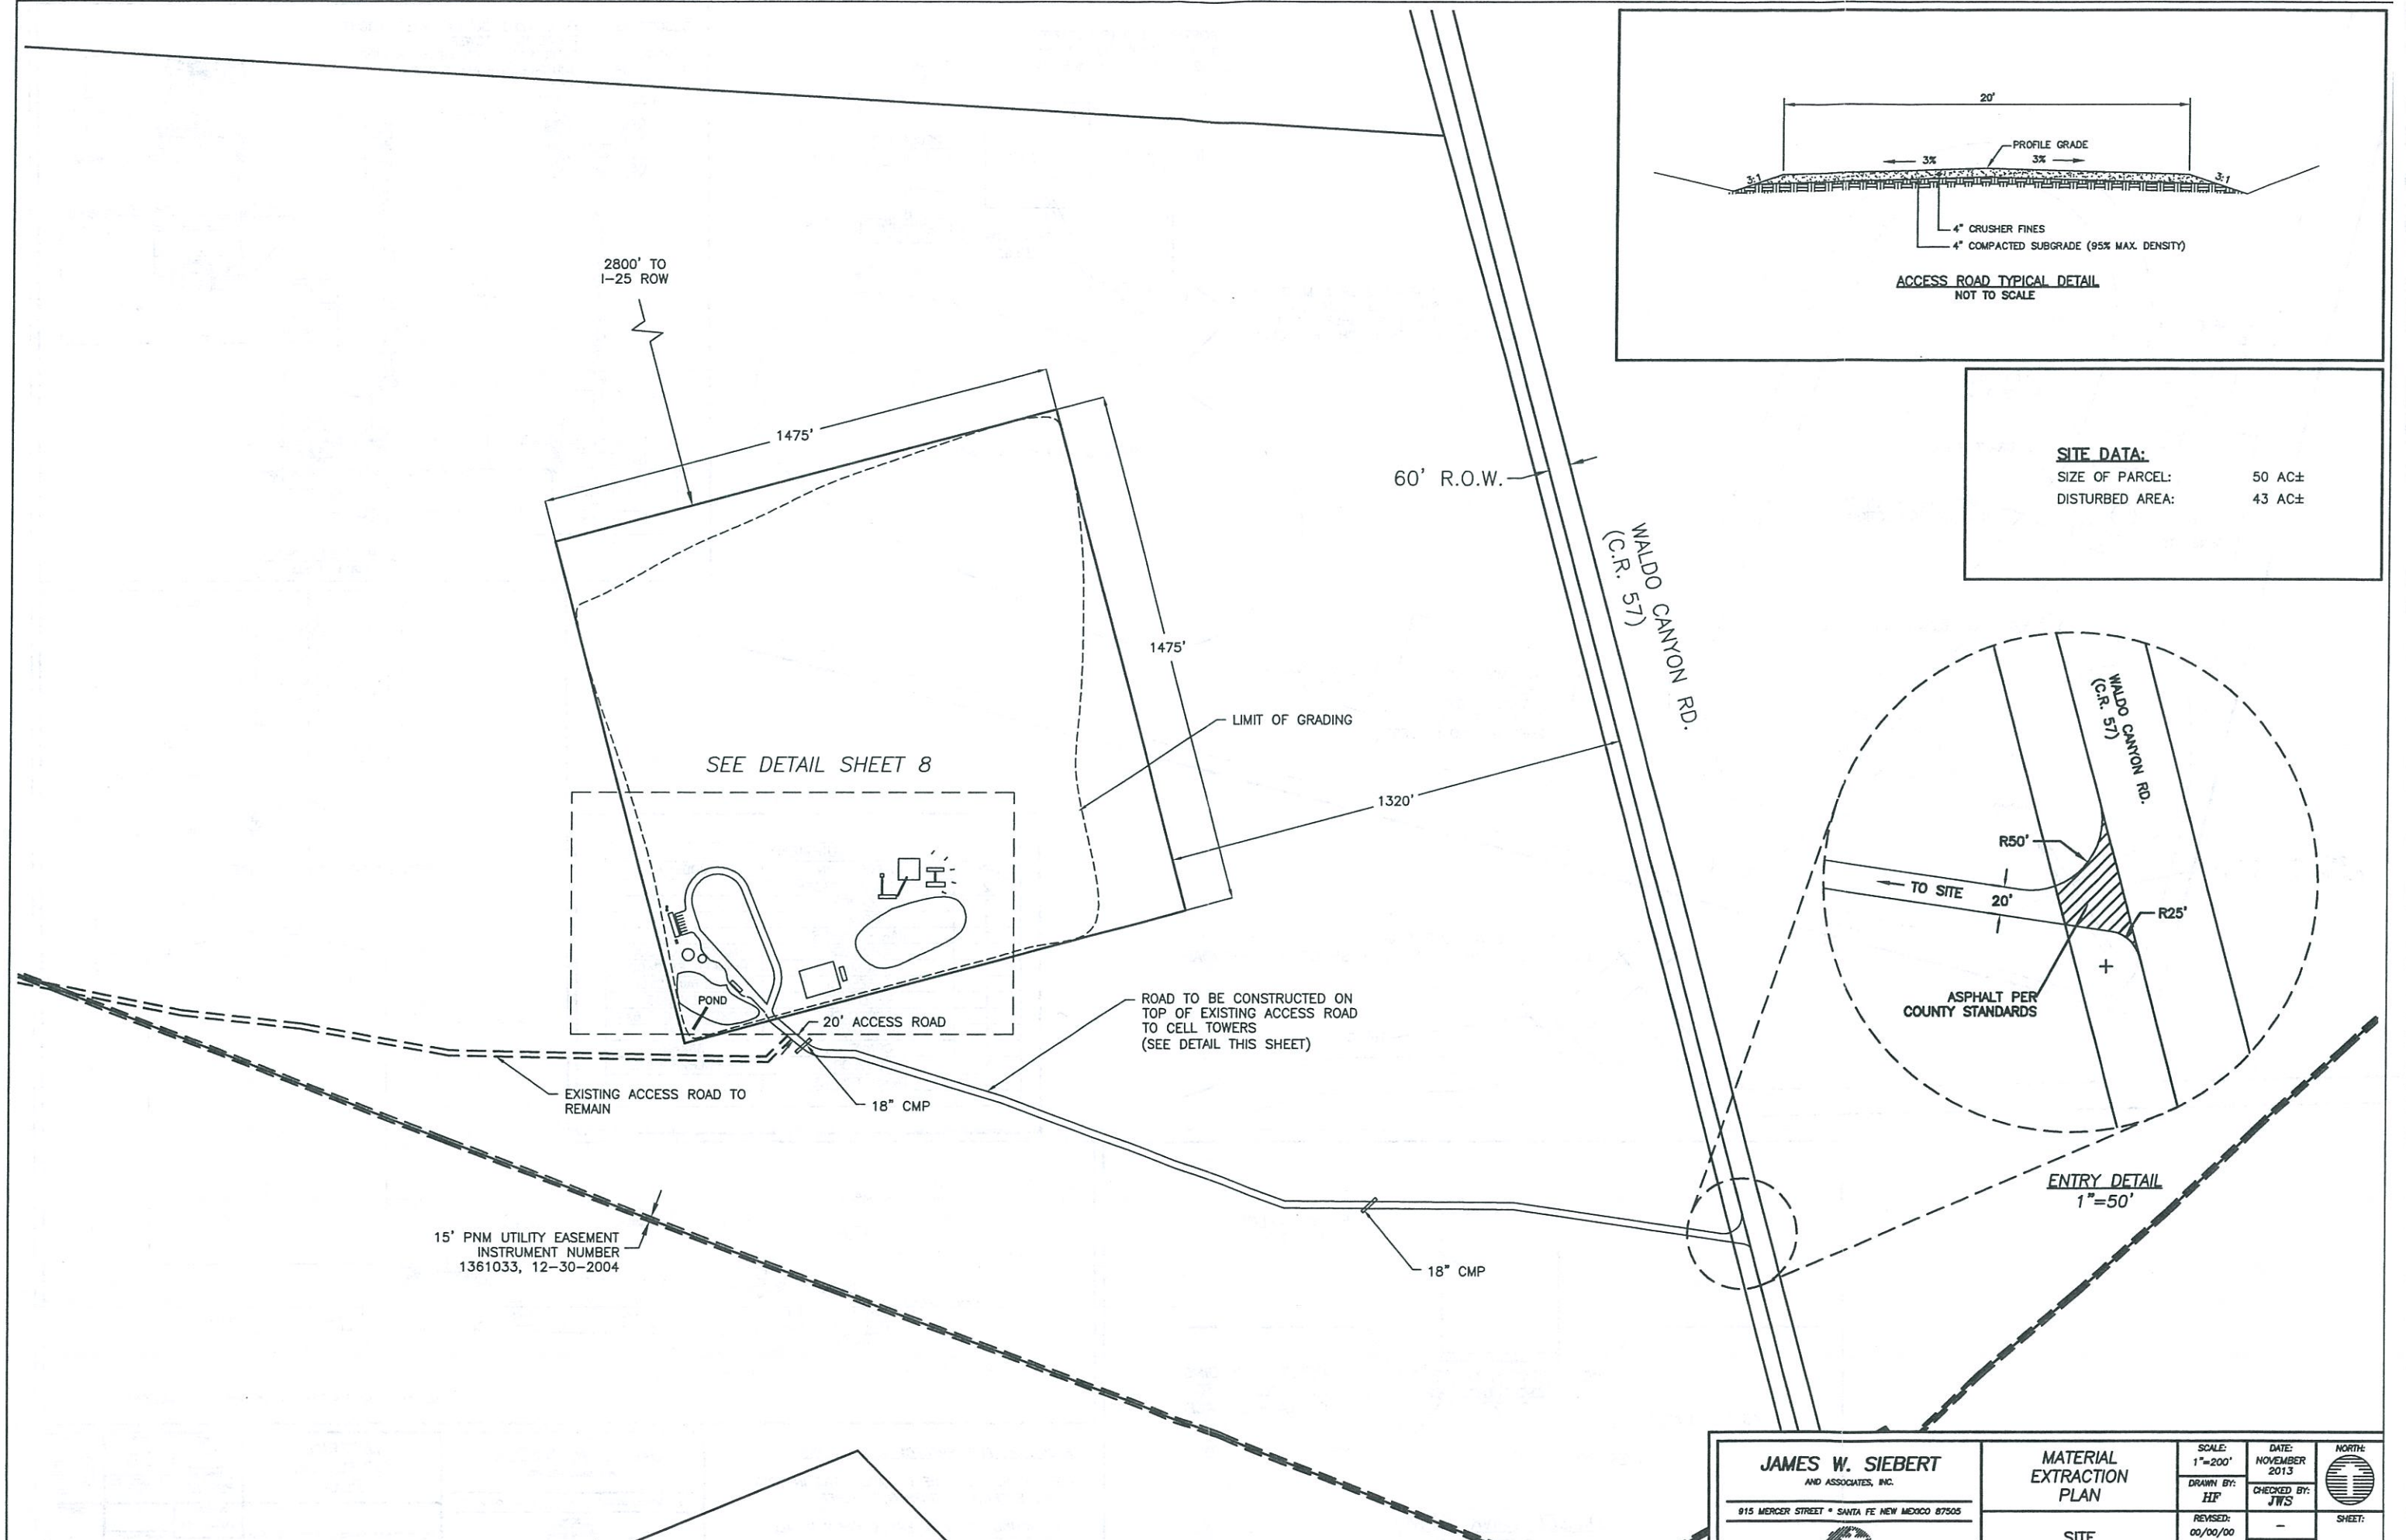 20'
PROFILE GRADE
3%
3%
3:1
3:1
4" CRUSHER FINES
4" COMPACTED SUBGRADE (95% MAX. DENSITY)
ACCESS ROAD TYPICAL DETAIL
NOT TO SCALE
2800' TO
I-25 ROW
1475'
60' R.O.W.
SITE DATA:
SIZE OF PARCEL: 50 AC±
DISTURBED AREA: 43 AC±
WALDO CANYON RD.
(C.R. 57)
1475'
LIMIT OF GRADING
SEE DETAIL SHEET 8
1320'
WALDO CANYON RD.
(C.R. 57)
R50'
TO SITE
20'
R25'
ASPHALT PER
COUNTY STANDARDS
POND
20' ACCESS ROAD
ROAD TO BE CONSTRUCTED ON
TOP OF EXISTING ACCESS ROAD
TO CELL TOWERS
(SEE DETAIL THIS SHEET)
EXISTING ACCESS ROAD TO
REMAIN
18" CMP
ENTRY DETAIL
1"=50'
15' PNM UTILITY EASEMENT
INSTRUMENT NUMBER
1361033, 12-30-2004
18" CMP
JAMES W. SIEBERT
AND ASSOCIATES, INC.
915 MERCER STREET * SANTA FE NEW MEXICO 87505
MATERIAL
EXTRACTION
PLAN
SITE
SCALE:
1"=200'
DATE:
NOVEMBER
2013
NORTH:
DRAWN BY:
HF
CHECKED BY:
JWS
REVISED:
00/00/00
-
SHEET: